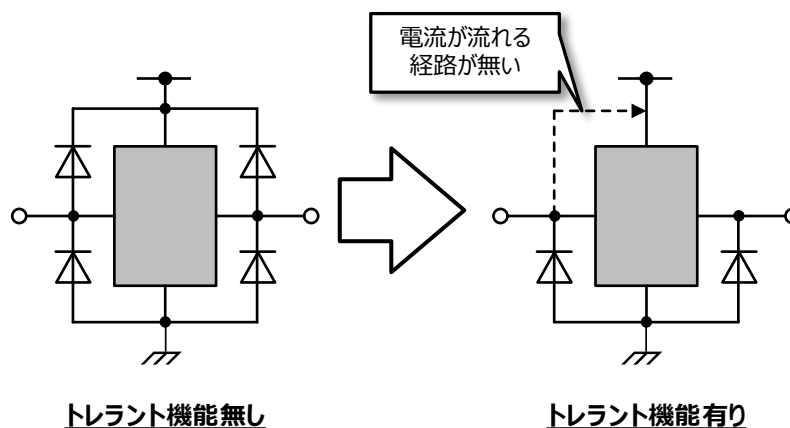 電流が流れる
経路が無い
トレラント機能無し
トレラント機能有り